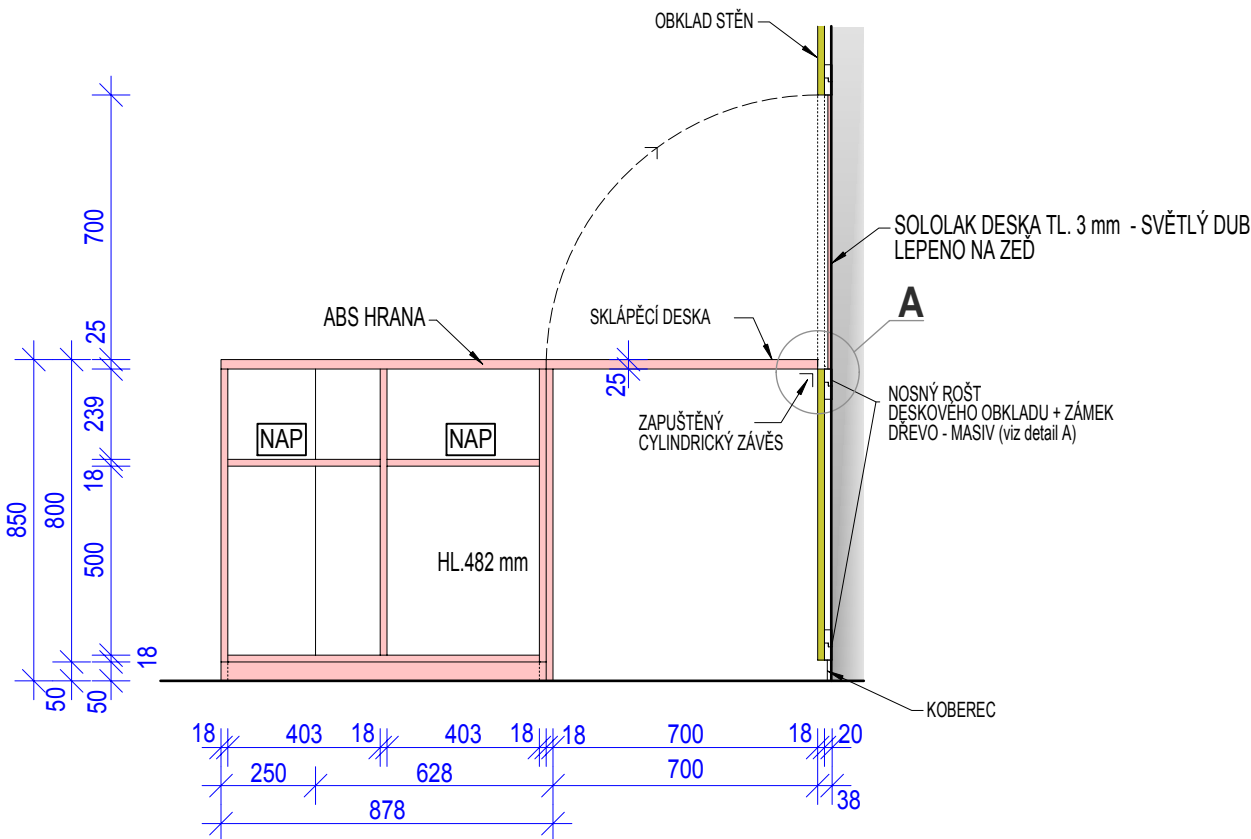 OBKLAD STĚN
SOLOLAK DESKA TL. 3 mm - SVĚTLÝ DUB
LEPENO NA ZEĎ
A
ABS HRANA
SKLÁPĚCÍ DESKA
ZAPUŠTĚNÝ
CYLINDRICKÝ ZÁVĚS
NOSNÝ ROŠT
DESKOVÉHO OBKLADU + ZÁMEK
DŘEVO - MASIV (viz detail A)
NAP
NAP
HL.482 mm
KOBEREC
700
25
25
239
18
500
18
50
800
50
850
18 403 18 403 18 18 700 18 20
250 628 700 38
878